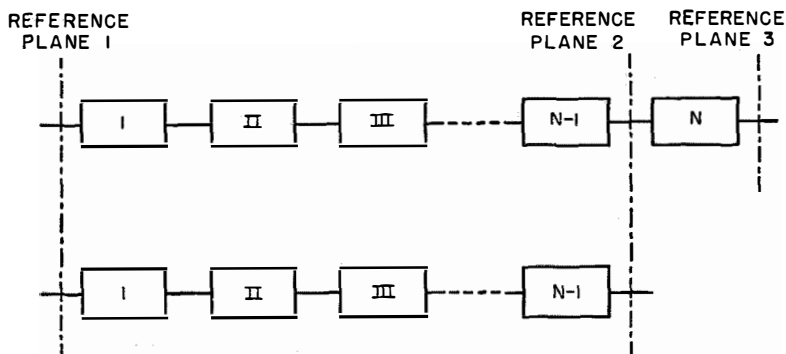 REFERENCE PLANE 1
REFERENCE PLANE 2
REFERENCE PLANE 3
I II III N-1 N
I II III N-1